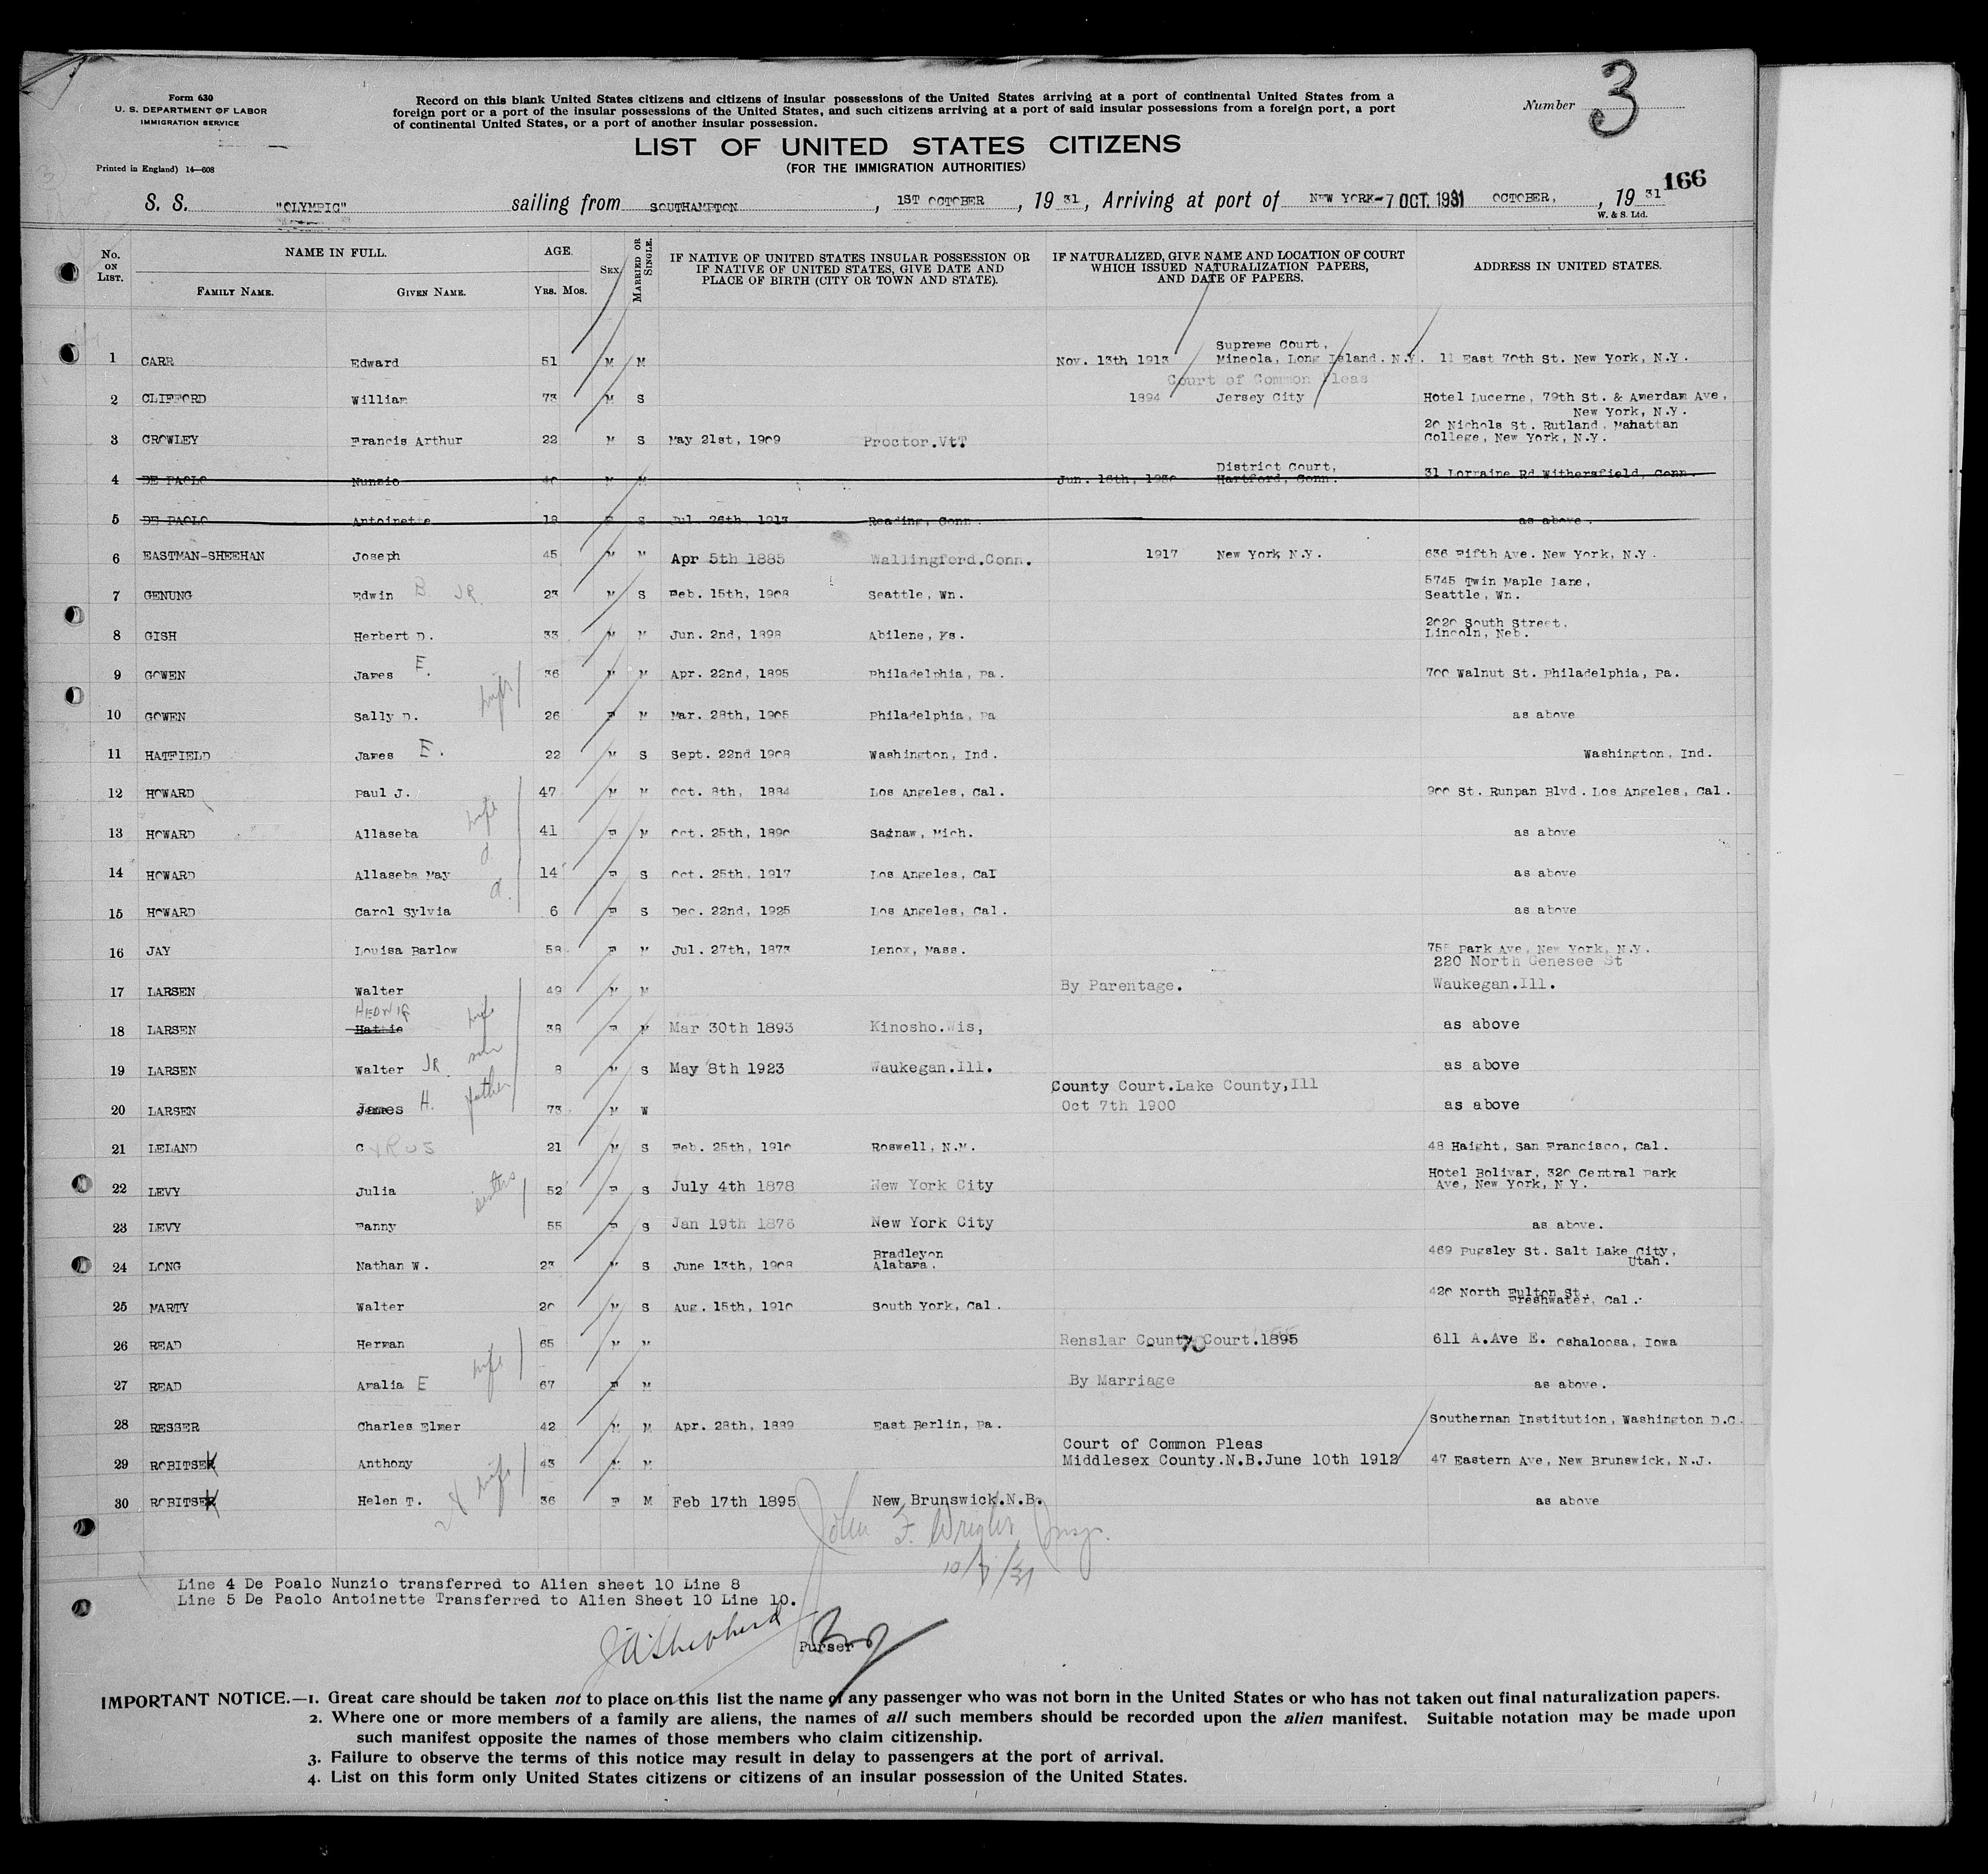 Form 630
U. S. DEPARTMENT OF LABOR
IMMIGRATION SERVICE
Printed in England) 14—608
Record on this blank United States citizens and citizens of insular possessions of the United States arriving at a port of continental United States from a
foreign port or a port of the insular possessions of the United States, and such citizens arriving at a port of said insular possessions from a foreign port, a port
of continental United States, or a port of another insular possession.
Number 3
LIST OF UNITED STATES CITIZENS
(FOR THE IMMIGRATION AUTHORITIES)
166
S. S. "OLYMPIC" sailing from SOUTHAMPTON, 1ST OCTOBER, 19 31, Arriving at port of NEW YORK -7 OCT. 1931 OCTOBER, 19 31
W. & S. Ltd.
No. ON LIST. NAME IN FULL. FAMILY NAME. GIVEN NAME. AGE. YRS. MOS. SEX. MARRIED OR SINGLE. IF NATIVE OF UNITED STATES INSULAR POSSESSION OR IF NATIVE OF UNITED STATES, GIVE DATE AND PLACE OF BIRTH (CITY OR TOWN AND STATE). IF NATURALIZED, GIVE NAME AND LOCATION OF COURT WHICH ISSUED NATURALIZATION PAPERS, AND DATE OF PAPERS. ADDRESS IN UNITED STATES.
1 CARR Edward 51 M M Nov. 13th 1913 Supreme Court, Mineola, Long Island. N.Y. 11 East 70th St. New York, N.Y.
2 CLIFFORD William 73 M S 1894 Court of Common Pleas Jersey City Hotel Lucerne, 79th St. & Amerdam Ave, New York, N.Y.
3 CROWLEY Francis Arthur 22 M S May 21st, 1909 Proctor.VtT 20 Nichols St. Rutland, Mahattan College, New York, N.Y.
4 DE PAOLO Nunzio 40 M M Jun. 16th, 1930 District Court, Hartford, Conn. 31 Lorraine Rd Withersfield, Conn.
5 DE PAOLO Antoinette 18 F S Jul. 26th, 1913 Reading, Conn. as above.
6 EASTMAN-SHEEHAN Joseph 45 M M Apr 5th 1885 Wallingford.Conn. 1917 New York N.Y. 636 Fifth Ave. New York, N.Y.
7 GENUNG Edwin B JR. 23 M S Feb. 15th, 1908 Seattle, Wn. 5745 Twin Maple Lane, Seattle, Wn.
8 GISH Herbert D. 33 M M Jun. 2nd, 1898 Abilene, Ks. 2020 South Street, Lincoln, Neb.
9 GOWEN James E. 36 M M Apr. 22nd, 1895 Philadelphia, Pa. 700 Walnut St. Philadelphia, Pa.
10 GOWEN Sally D. wife 26 F M Mar. 28th, 1905 Philadelphia, Pa as above
11 HATFIELD James E. 22 M S Sept. 22nd 1908 Washington, Ind. Washington, Ind.
12 HOWARD Paul J. 47 M M Oct. 8th, 1884 Los Angeles, Cal. 900 St. Runpan Blvd. Los Angeles, Cal.
13 HOWARD Allaseba wife 41 F M Oct. 25th, 1890 Sagnaw, Mich. as above
14 HOWARD Allaseba May d 14 F S Oct. 25th, 1917 Los Angeles, Cal as above
15 HOWARD Carol Sylvia d. 6 F S Dec. 22nd, 1925 Los Angeles, Cal. as above
16 JAY Louisa Barlow 58 F M Jul. 27th, 1873 Lenox, Mass. 755 Park Ave, New York, N.Y.
17 LARSEN Walter 49 M M By Parentage. 220 North Genesee St Waukegan.Ill.
18 LARSEN HEDWIG Hattie wife 38 F M Mar 30th 1893 Kinosho.Wis, as above
19 LARSEN Walter JR. son 8 M S May 8th 1923 Waukegan.Ill. as above
20 LARSEN James H. father 73 M W County Court.Lake County,Ill Oct 7th 1900 as above
21 LELAND CYRUS 21 M S Feb. 25th, 1910 Roswell, N.M. 48 Haight, San Francisco, Cal.
22 LEVY Julia sisters 52 F S July 4th 1878 New York City Hotel Bolivar, 320 Central Park Ave, New York, N Y.
23 LEVY Fanny 55 F S Jan 19th 1876 New York City as above.
24 LONG Nathan W. 23 M S June 13th, 1908 Bradleyon Alabama. 469 Pugsley St. Salt Lake City, Utah.
25 MARTY Walter 20 M S Aug. 15th, 1910 South York, Cal. 420 North Fulton St. Freshwater, Cal.
26 READ Herman 65 M M Renslar County Court.1895 611 A.Ave E. Oshaloosa, Iowa
27 READ Amalia E wife 67 F M By Marriage as above.
28 RESSER Charles Elmer 42 M M Apr. 28th, 1889 East Berlin, Pa. Southernan Institution, Washington D.C.
29 ROBITSEK Anthony 43 M M Court of Common Pleas Middlesex County.N.B.June 10th 1912 47 Eastern Ave, New Brunswick, N.J.
30 ROBITSEK Helen T. wife 36 F M Feb 17th 1895 New Brunswick.N.B. as above
John F. Wright Insp.
10/7/31
Line 4 De Poalo Nunzio transferred to Alien sheet 10 Line 8
Line 5 De Paolo Antoinette Transferred to Alien Sheet 10 Line 10.
JA Shepherd
Purser
IMPORTANT NOTICE.—1. Great care should be taken not to place on this list the name of any passenger who was not born in the United States or who has not taken out final naturalization papers.
2. Where one or more members of a family are aliens, the names of all such members should be recorded upon the alien manifest. Suitable notation may be made upon
such manifest opposite the names of those members who claim citizenship.
3. Failure to observe the terms of this notice may result in delay to passengers at the port of arrival.
4. List on this form only United States citizens or citizens of an insular possession of the United States.